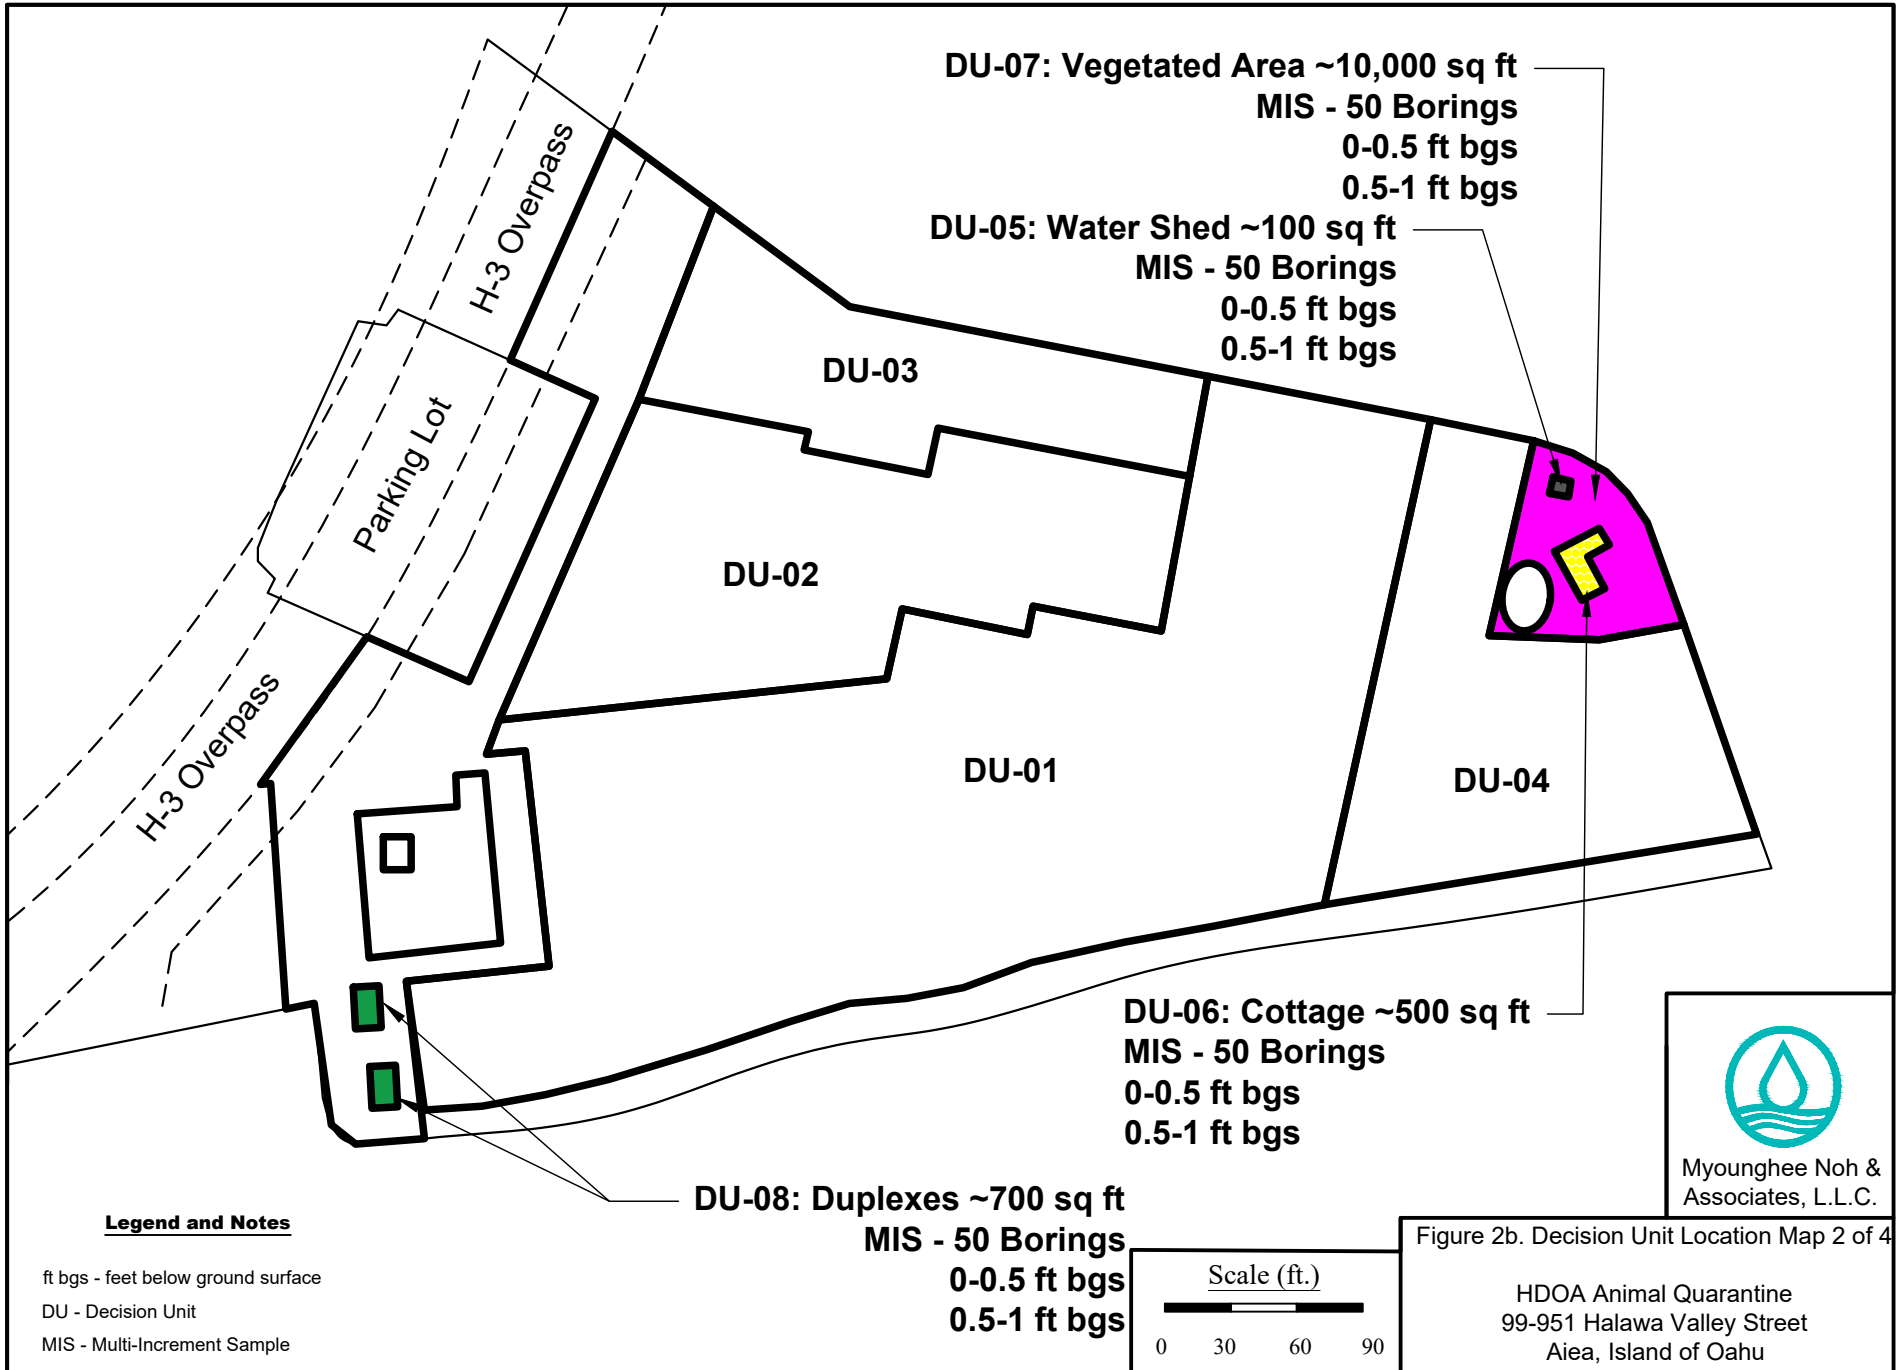 DU-07: Vegetated Area ~10,000 sq ft
MIS - 50 Borings
0-0.5 ft bgs
0.5-1 ft bgs
DU-05: Water Shed ~100 sq ft
MIS - 50 Borings
0-0.5 ft bgs
0.5-1 ft bgs
H-3 Overpass
DU-03
Parking Lot
DU-02
H-3 Overpass
DU-01
DU-04
DU-06: Cottage ~500 sq ft
MIS - 50 Borings
0-0.5 ft bgs
0.5-1 ft bgs
DU-08: Duplexes ~700 sq ft
MIS - 50 Borings
0-0.5 ft bgs
0.5-1 ft bgs
Legend and Notes
ft bgs - feet below ground surface
DU - Decision Unit
MIS - Multi-Increment Sample
Scale (ft.)
0 30 60 90
Myounghee Noh &
Associates, L.L.C.
Figure 2b. Decision Unit Location Map 2 of 4
HDOA Animal Quarantine
99-951 Halawa Valley Street
Aiea, Island of Oahu